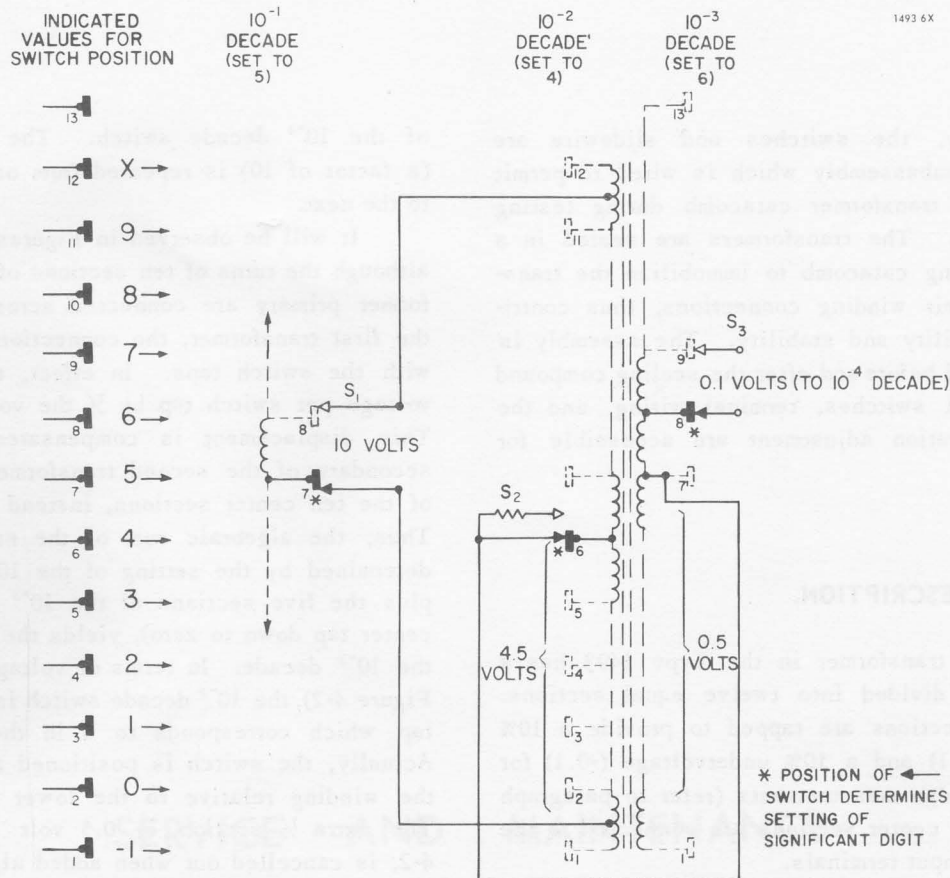 1493 6X
INDICATED
VALUES FOR
SWITCH POSITION
10⁻¹
DECADE
(SET TO
5)
10⁻²
DECADE'
(SET TO
4)
10⁻³
DECADE
(SET TO
6)
13
12 X
11 9
10 8
9 7
8 6
7 5
6 4
5 3
4 2
3 1
2 0
1 -1
S₁
8
7
*
10 VOLTS
12
11
7
S₂
6
*
5
4
3
2
1
4.5
VOLTS
0.5
VOLTS
13
S₃
9
0.1 VOLTS (TO 10⁻⁴ DECADE)
8
*
7
1
* POSITION OF
SWITCH DETERMINES
SETTING OF
SIGNIFICANT DIGIT